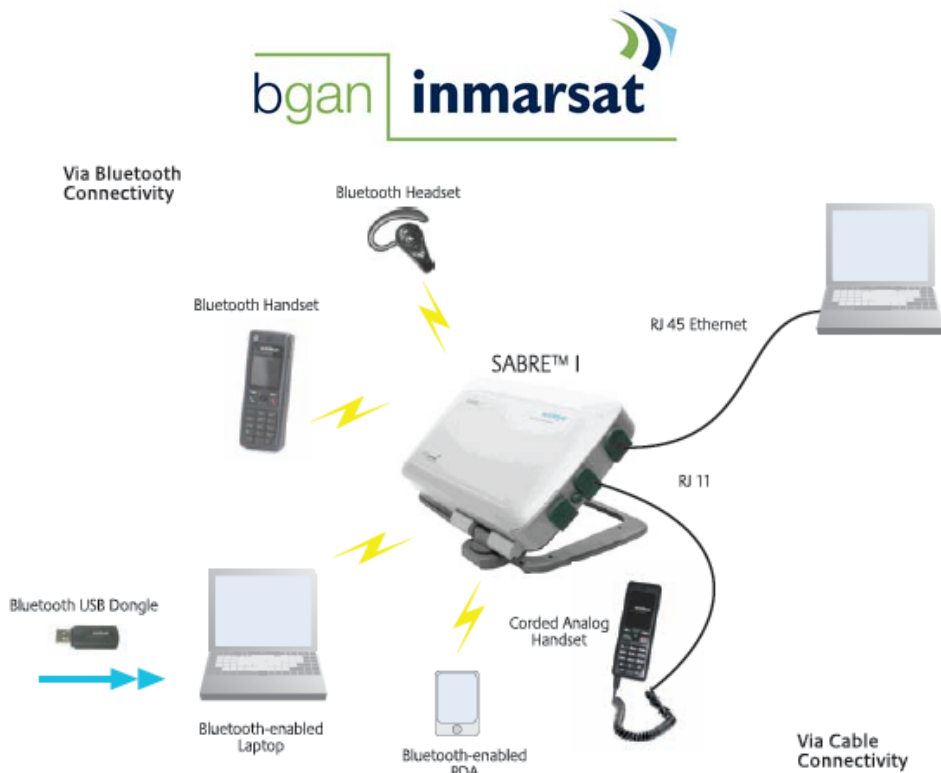 bgan inmarsat
Via Bluetooth
Connectivity
Bluetooth Headset
Bluetooth Handset
RJ 45 Ethernet
SABRE™ I
RJ 11
Bluetooth USB Dongle
Corded Analog
Handset
Bluetooth-enabled
Laptop
Bluetooth-enabled
PDA
Via Cable
Connectivity